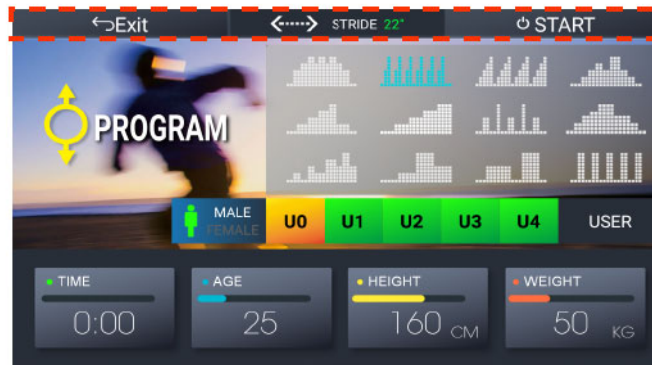 Exit STRIDE 22" START
PROGRAM
MALE
FEMALE
U0 U1 U2 U3 U4 USER
TIME AGE HEIGHT WEIGHT
0:00 25 160 CM 50 KG